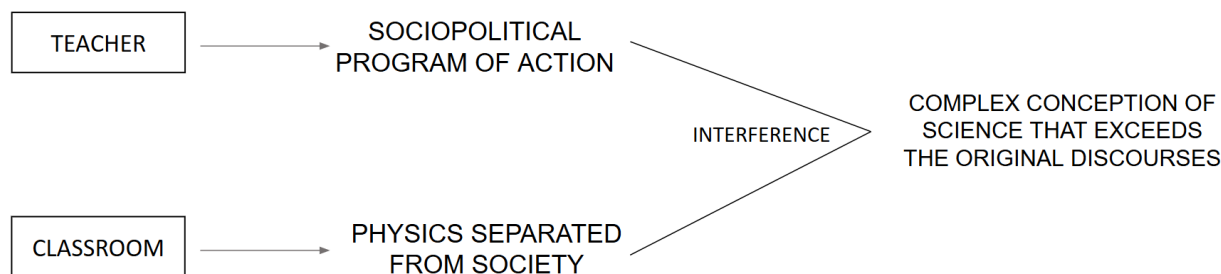 TEACHER
SOCIOPOLITICAL
PROGRAM OF ACTION
INTERFERENCE
COMPLEX CONCEPTION OF
SCIENCE THAT EXCEEDS
THE ORIGINAL DISCOURSES
CLASSROOM
PHYSICS SEPARATED
FROM SOCIETY